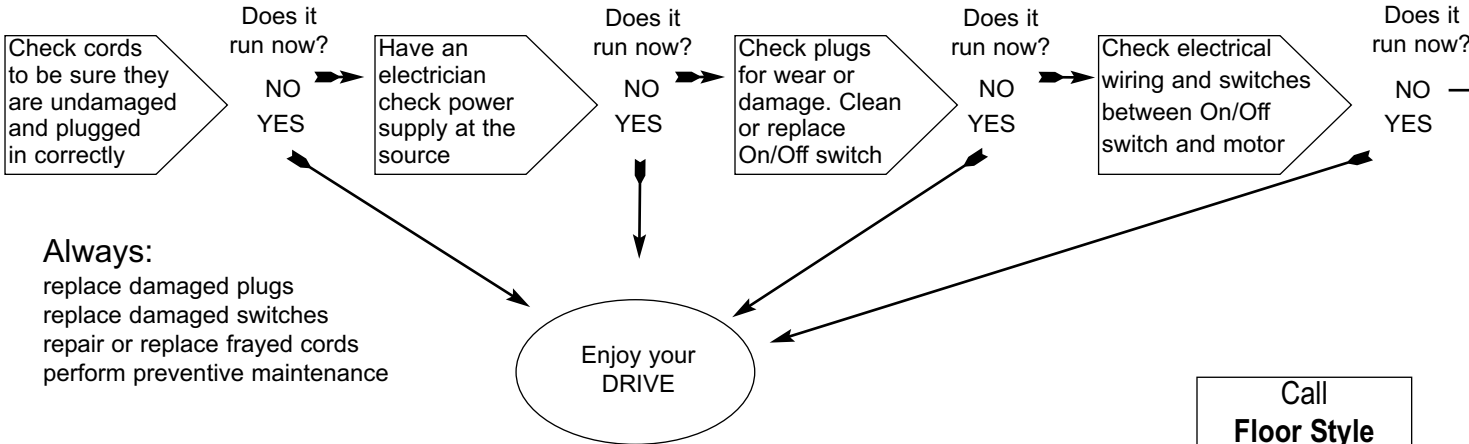 Check cords
to be sure they
are undamaged
and plugged
in correctly
Does it
run now?
NO
YES
Have an
electrician
check power
supply at the
source
Does it
run now?
NO
YES
Check plugs
for wear or
damage. Clean
or replace
On/Off switch
Does it
run now?
NO
YES
Check electrical
wiring and switches
between On/Off
switch and motor
Does it
run now?
NO
YES
Always:
replace damaged plugs
replace damaged switches
repair or replace frayed cords
perform preventive maintenance
Enjoy your
DRIVE
Call
Floor Style